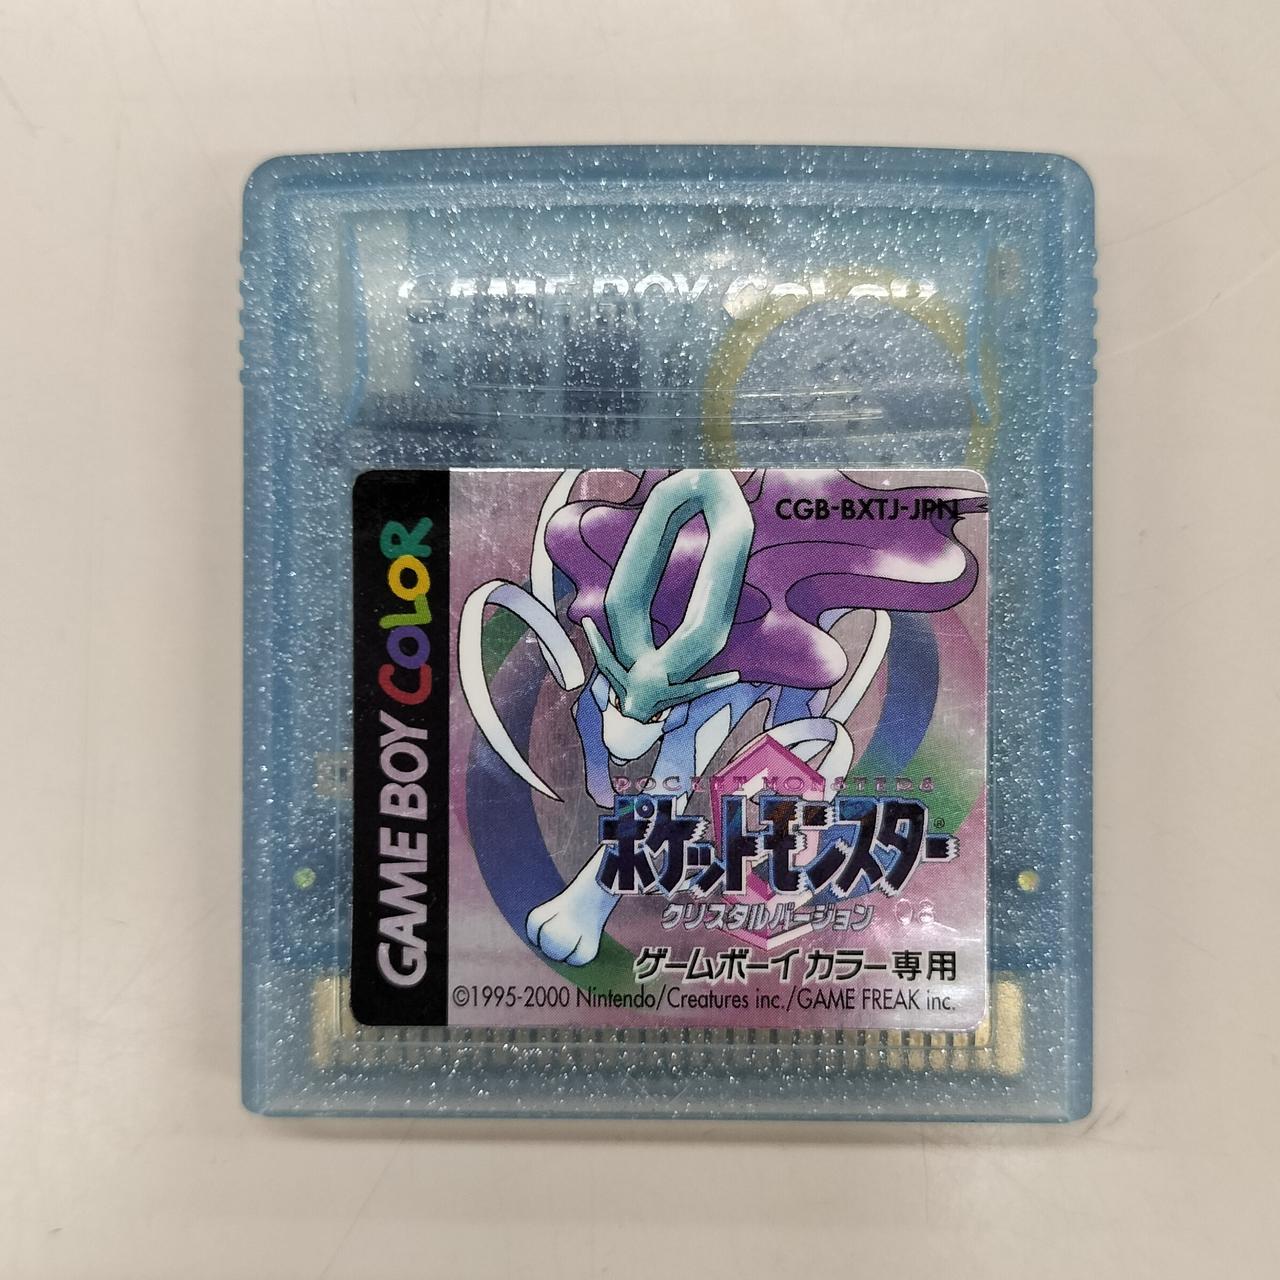 GAME BOY COLOR
GAME BOY COLOR
CGB-BXTJ-JPN
POCKET MONSTERS
ポケットモンスター®
クリスタルバージョン
ゲームボーイカラー専用
©1995-2000 Nintendo/Creatures inc./GAME FREAK inc.